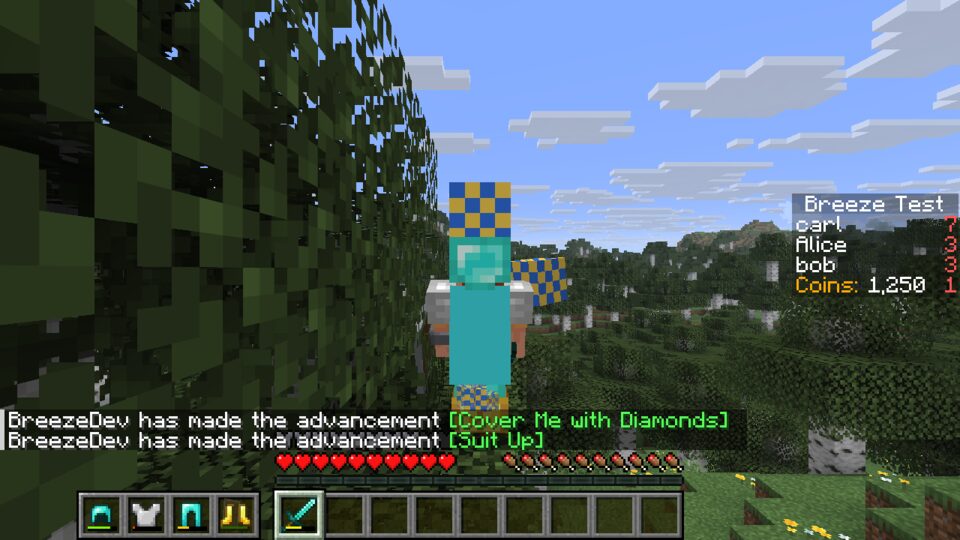 Breeze Test
carl 7
Alice 3
bob 3
Coins: 1,250 1
BreezeDev has made the advancement [Cover Me with Diamonds]
BreezeDev has made the advancement [Suit Up]